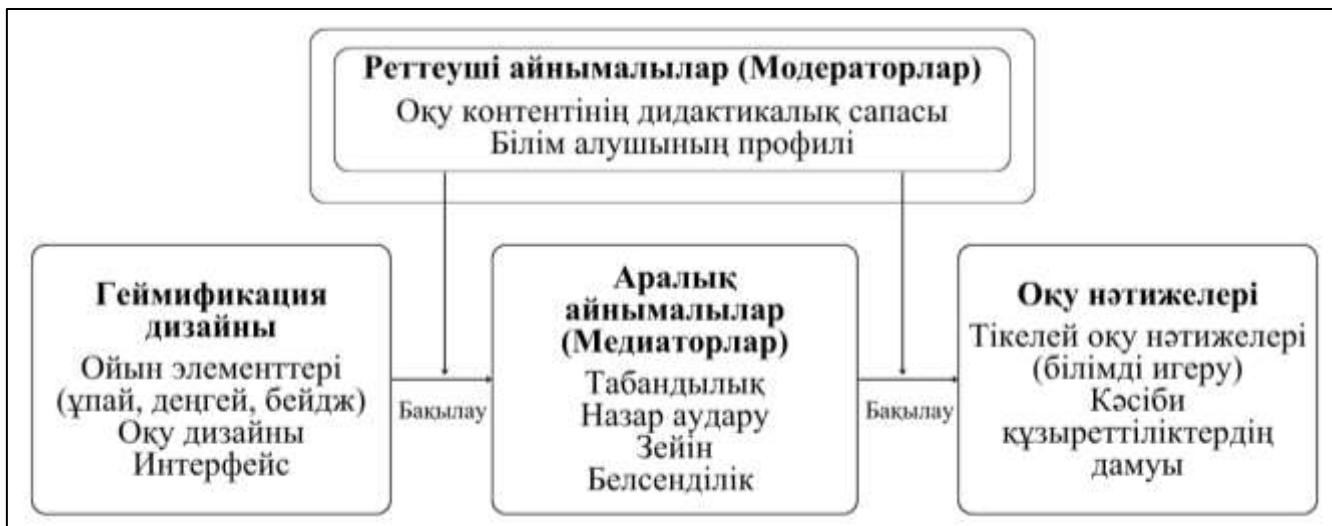 Реттеуші айнымалылар (Модераторлар)
Оқу контентінің дидактикалық сапасы
Білім алушының профилі
Геймификация
дизайны
Ойын элементтері
(ұпай, деңгей, бейдж)
Оқу дизайны
Интерфейс
Бақылау
Аралық
айнымалылар
(Медиаторлар)
Табандылық
Назар аудару
Зейін
Белсенділік
Бақылау
Оқу нәтижелері
Тікелей оқу нәтижелері
(білімді игеру)
Кәсіби
құзыреттіліктердің
дамуы